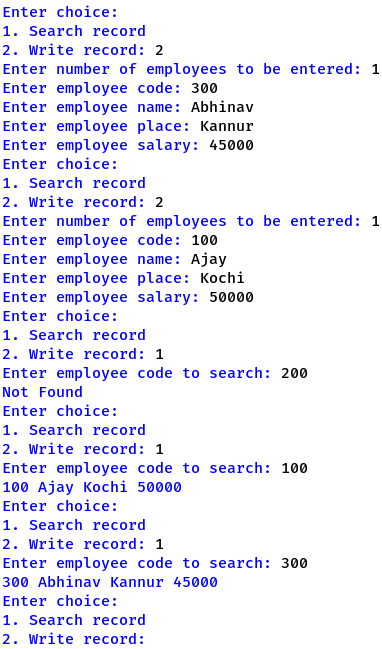 Enter choice:
1. Search record
2. Write record: 2
Enter number of employees to be entered: 1
Enter employee code: 300
Enter employee name: Abhinav
Enter employee place: Kannur
Enter employee salary: 45000
Enter choice:
1. Search record
2. Write record: 2
Enter number of employees to be entered: 1
Enter employee code: 100
Enter employee name: Ajay
Enter employee place: Kochi
Enter employee salary: 50000
Enter choice:
1. Search record
2. Write record: 1
Enter employee code to search: 200
Not Found
Enter choice:
1. Search record
2. Write record: 1
Enter employee code to search: 100
100 Ajay Kochi 50000
Enter choice:
1. Search record
2. Write record: 1
Enter employee code to search: 300
300 Abhinav Kannur 45000
Enter choice:
1. Search record
2. Write record: